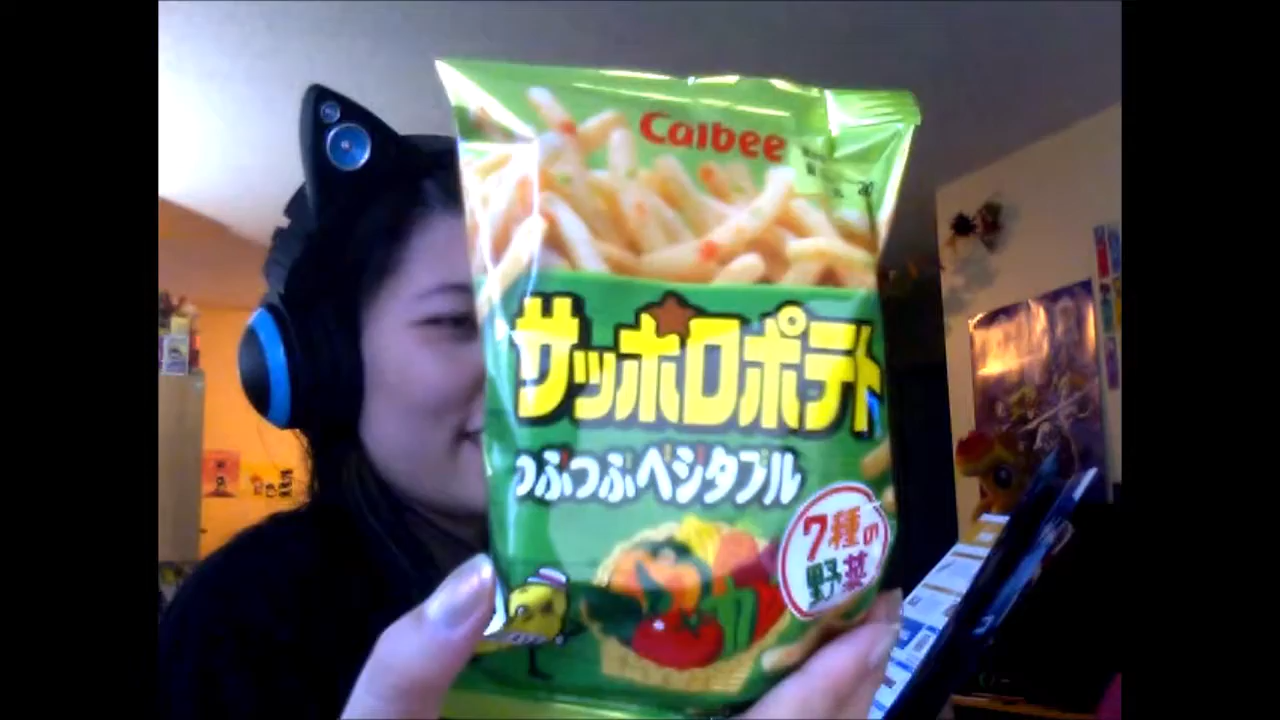 Calbee
サッポロポテト
つぶつぶベジタブル
7種の
野菜